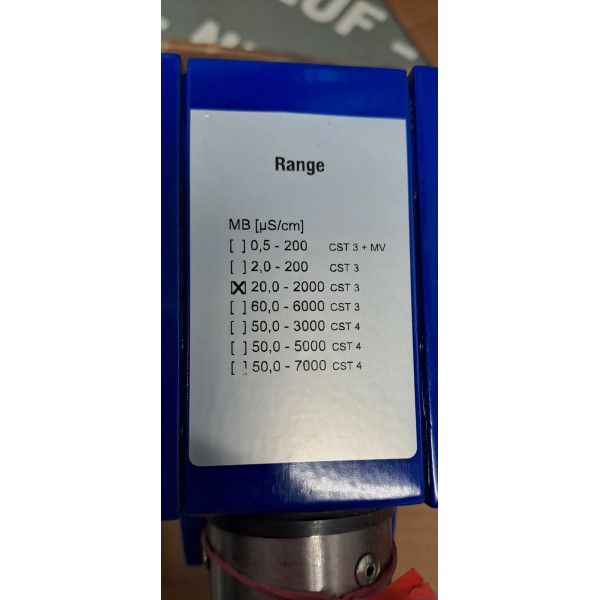 Range
MB [µS/cm]
[ ] 0,5 - 200 CST 3 + MV
[ ] 2,0 - 200 CST 3
[X] 20,0 - 2000 CST 3
[ ] 60,0 - 6000 CST 3
[ ] 50,0 - 3000 CST 4
[ ] 50,0 - 5000 CST 4
[ ] 50,0 - 7000 CST 4